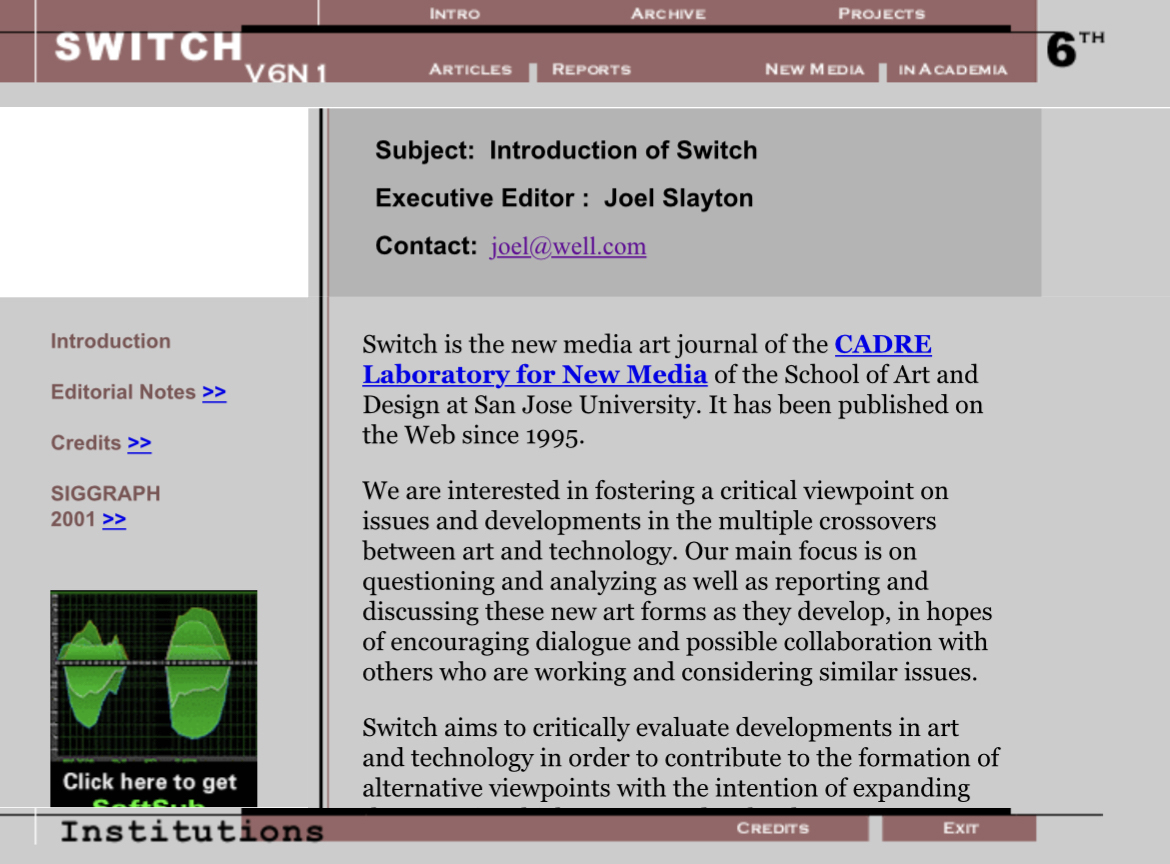 INTRO ARCHIVE PROJECTS
SWITCH
V6N1
ARTICLES REPORTS NEW MEDIA IN ACADEMIA
6TH
Subject: Introduction of Switch
Executive Editor : Joel Slayton
Contact: joel@well.com
Introduction
Editorial Notes >>
Credits >>
SIGGRAPH
2001 >>
Click here to get
SoftSub
Switch is the new media art journal of the CADRE
Laboratory for New Media of the School of Art and
Design at San Jose University. It has been published on
the Web since 1995.
We are interested in fostering a critical viewpoint on
issues and developments in the multiple crossovers
between art and technology. Our main focus is on
questioning and analyzing as well as reporting and
discussing these new art forms as they develop, in hopes
of encouraging dialogue and possible collaboration with
others who are working and considering similar issues.
Switch aims to critically evaluate developments in art
and technology in order to contribute to the formation of
alternative viewpoints with the intention of expanding
Institutions
CREDITS EXIT